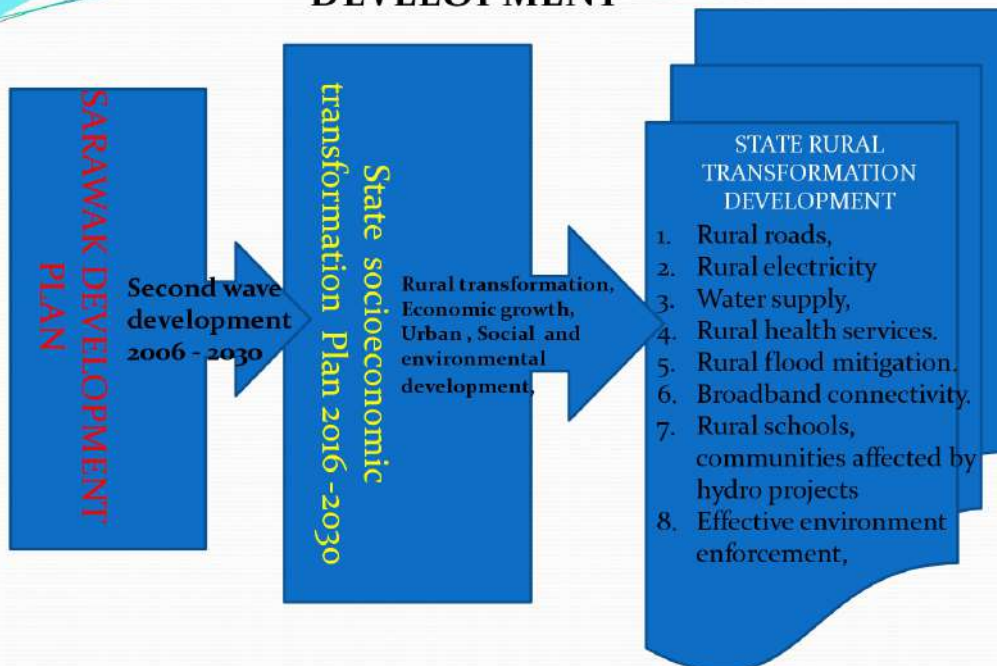 DEVELOPMENT
SARAWAK DEVELOPMENT
PLAN
Second wave
development
2006 - 2030
State socioeconomic
transformation Plan 2016 -2030
Rural transformation,
Economic growth,
Urban , Social and
environmental
development,
STATE RURAL
TRANSFORMATION
DEVELOPMENT
1. Rural roads,
2. Rural electricity
3. Water supply,
4. Rural health services.
5. Rural flood mitigation.
6. Broadband connectivity.
7. Rural schools,
communities affected by
hydro projects
8. Effective environment
enforcement,